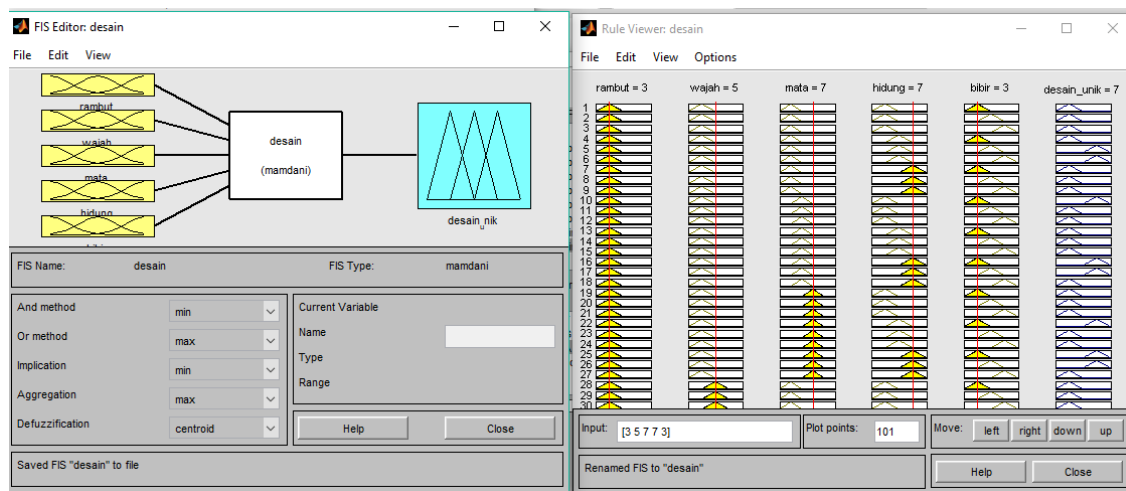 FIS Editor: desain
File Edit View
rambut
wajah
mata
hidung
desain
(mamdani)
desain_unik
FIS Name: desain FIS Type: mamdani
And method min
Or method max
Implication min
Aggregation max
Defuzzification centroid
Current Variable
Name
Type
Range
Help Close
Saved FIS "desain" to file
Rule Viewer: desain
File Edit View Options
rambut = 3 wajah = 5 mata = 7 hidung = 7 bibir = 3 desain_unik = 7
1
2
3
4
5
6
7
8
9
10
11
12
13
14
15
16
17
18
19
20
21
22
23
24
25
26
27
28
29
30
Input: [3 5 7 7 3] Plot points: 101 Move: left right down up
Renamed FIS to "desain"
Help Close